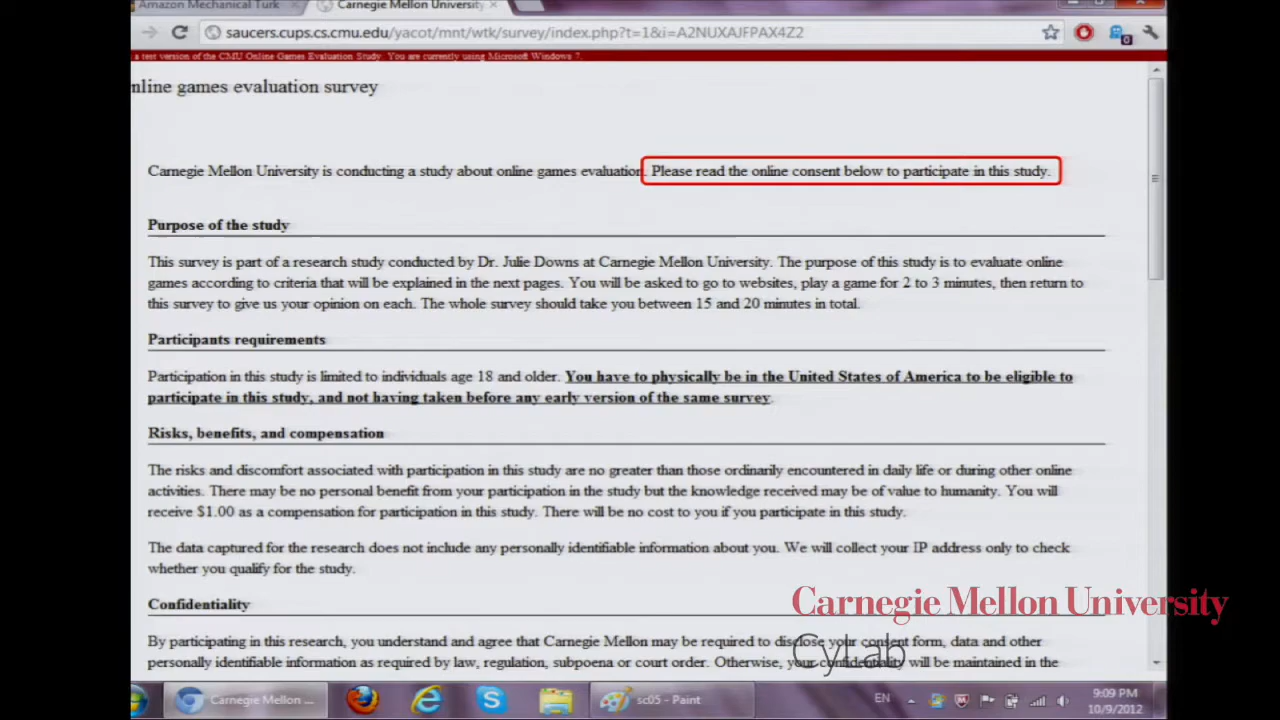 Amazon Mechanical Turk
Carnegie Mellon University
saucers.cups.cs.cmu.edu/yacot/mnt/wtk/survey/index.php?t=1&i=A2NUXAJFPAX4Z2
a test version of the CMU Online Games Evaluation Study. You are currently using Microsoft Windows 7.
nline games evaluation survey
Carnegie Mellon University is conducting a study about online games evaluation. Please read the online consent below to participate in this study.
Purpose of the study
This survey is part of a research study conducted by Dr. Julie Downs at Carnegie Mellon University. The purpose of this study is to evaluate online
games according to criteria that will be explained in the next pages. You will be asked to go to websites, play a game for 2 to 3 minutes, then return to
this survey to give us your opinion on each. The whole survey should take you between 15 and 20 minutes in total.
Participants requirements
Participation in this study is limited to individuals age 18 and older. You have to physically be in the United States of America to be eligible to
participate in this study, and not having taken before any early version of the same survey.
Risks, benefits, and compensation
The risks and discomfort associated with participation in this study are no greater than those ordinarily encountered in daily life or during other online
activities. There may be no personal benefit from your participation in the study but the knowledge received may be of value to humanity. You will
receive $1.00 as a compensation for participation in this study. There will be no cost to you if you participate in this study.
The data captured for the research does not include any personally identifiable information about you. We will collect your IP address only to check
whether you qualify for the study.
Confidentiality
Carnegie Mellon University
By participating in this research, you understand and agree that Carnegie Mellon may be required to disclose your consent form, data and other
CyLab
personally identifiable information as required by law, regulation, subpoena or court order. Otherwise, your confidentiality will be maintained in the
Carnegie Mellon ...
sc05 - Paint
EN
9:09 PM
10/9/2012